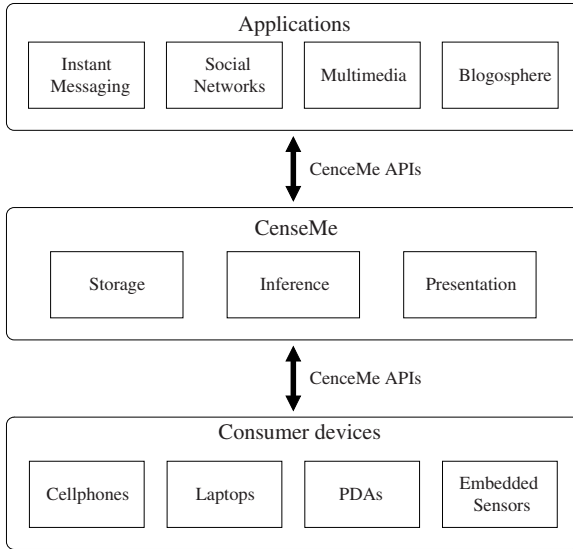 Applications
Instant
Messaging
Social
Networks
Multimedia
Blogosphere
CenceMe APIs
CenseMe
Storage
Inference
Presentation
CenceMe APIs
Consumer devices
Cellphones
Laptops
PDAs
Embedded
Sensors